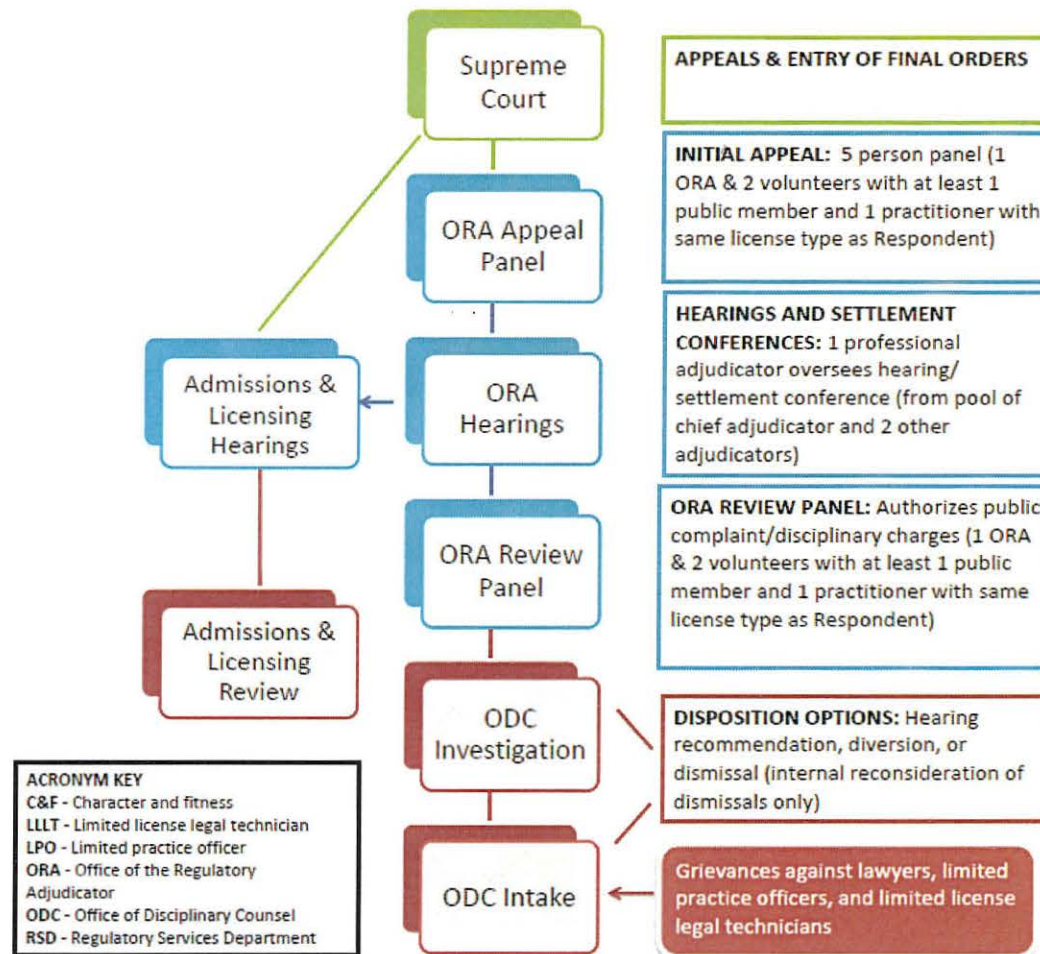 Supreme
Court
APPEALS & ENTRY OF FINAL ORDERS
ORA Appeal
Panel
INITIAL APPEAL: 5 person panel (1
ORA & 2 volunteers with at least 1
public member and 1 practitioner with
same license type as Respondent)
Admissions &
Licensing
Hearings
ORA
Hearings
HEARINGS AND SETTLEMENT
CONFERENCES: 1 professional
adjudicator oversees hearing/
settlement conference (from pool of
chief adjudicator and 2 other
adjudicators)
ORA Review
Panel
ORA REVIEW PANEL: Authorizes public
complaint/disciplinary charges (1 ORA
& 2 volunteers with at least 1 public
member and 1 practitioner with same
license type as Respondent)
Admissions &
Licensing
Review
ODC
Investigation
DISPOSITION OPTIONS: Hearing
recommendation, diversion, or
dismissal (internal reconsideration of
dismissals only)
ACRONYM KEY
C&F - Character and fitness
LLLT - Limited license legal technician
LPO - Limited practice officer
ORA - Office of the Regulatory
Adjudicator
ODC - Office of Disciplinary Counsel
RSD - Regulatory Services Department
ODC Intake
Grievances against lawyers, limited
practice officers, and limited license
legal technicians